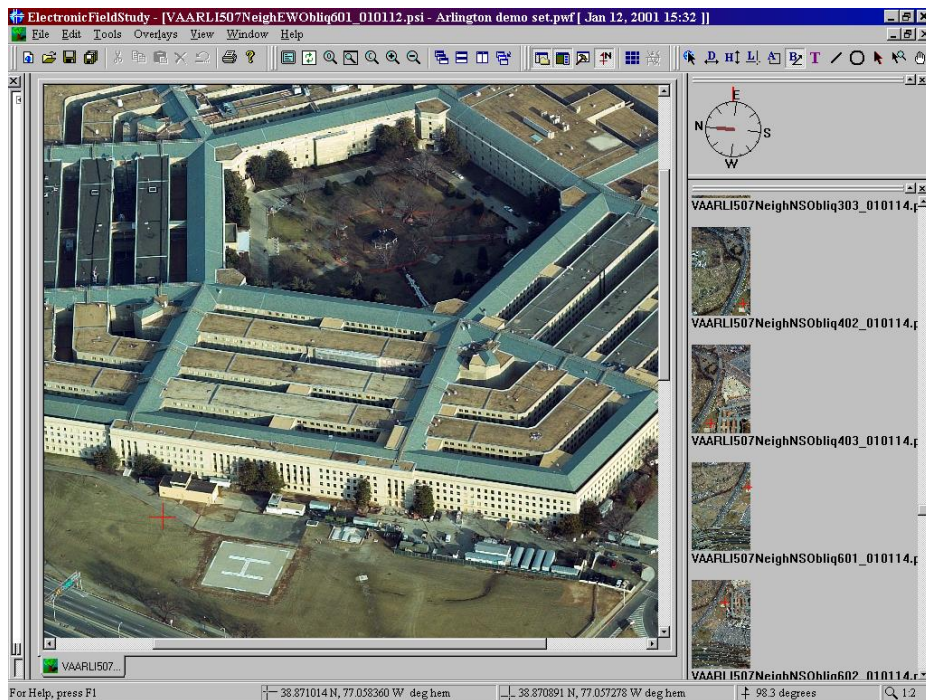 ElectronicFieldStudy - [VAARLI507NeighEWObliq601_010112.psi - Arlington demo set.pwf [ Jan 12, 2001 15:32 ]]
File Edit Tools Overlays View Window Help
D H L A B T
E
N
S
W
VAARLI507NeighNSObliq303_010114.p
VAARLI507NeighNSObliq402_010114.p
VAARLI507NeighNSObliq403_010114.p
VAARLI507NeighNSObliq601_010114.p
VAARLI507NeighNSObliq602_010114.p
H
VAARLI507...
For Help, press F1
38.871014 N, 77.058360 W deg hem
38.870891 N, 77.057278 W deg hem
98.3 degrees
1:2